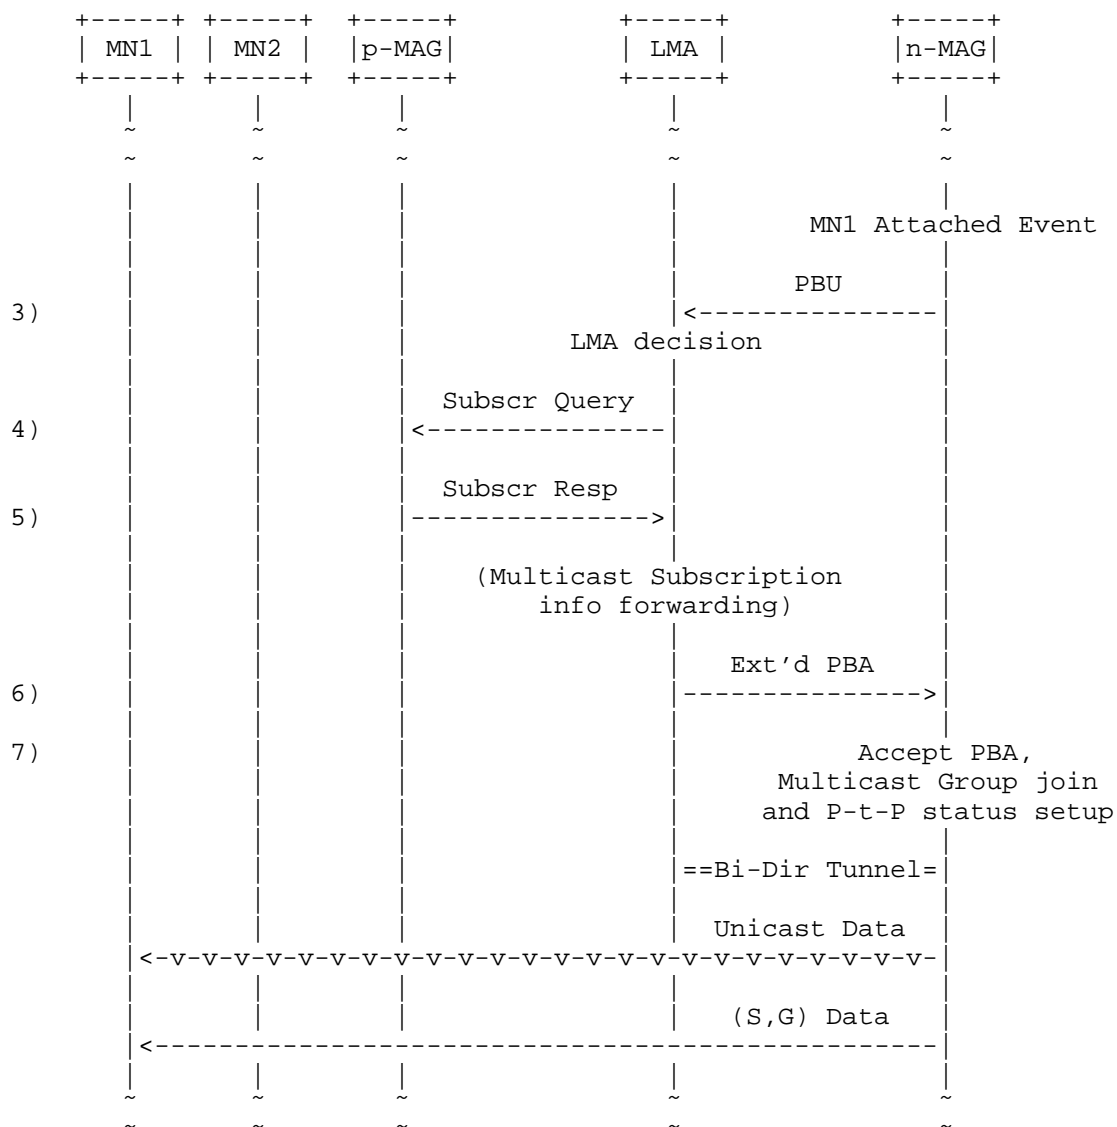 +-----+ +-----+  +-----+          +-----+          +-----+
| MN1 | | MN2 |  |p-MAG|          | LMA |          |n-MAG|
+-----+ +-----+  +-----+          +-----+          +-----+
MN1 Attached Event
PBU
3) |<---------------|
LMA decision
Subscr Query
4) |<---------------|
Subscr Resp
5) |--------------->|
(Multicast Subscription
info forwarding)
Ext'd PBA
6) |--------------->|
7) Accept PBA,
Multicast Group join
and P-t-P status setup
|==Bi-Dir Tunnel=|
Unicast Data
|<-v-v-v-v-v-v-v-v-v-v-v-v-v-v-v-v-v-v-v-v-v-v-v-v-|
(S,G) Data
|<-------------------------------------------------|